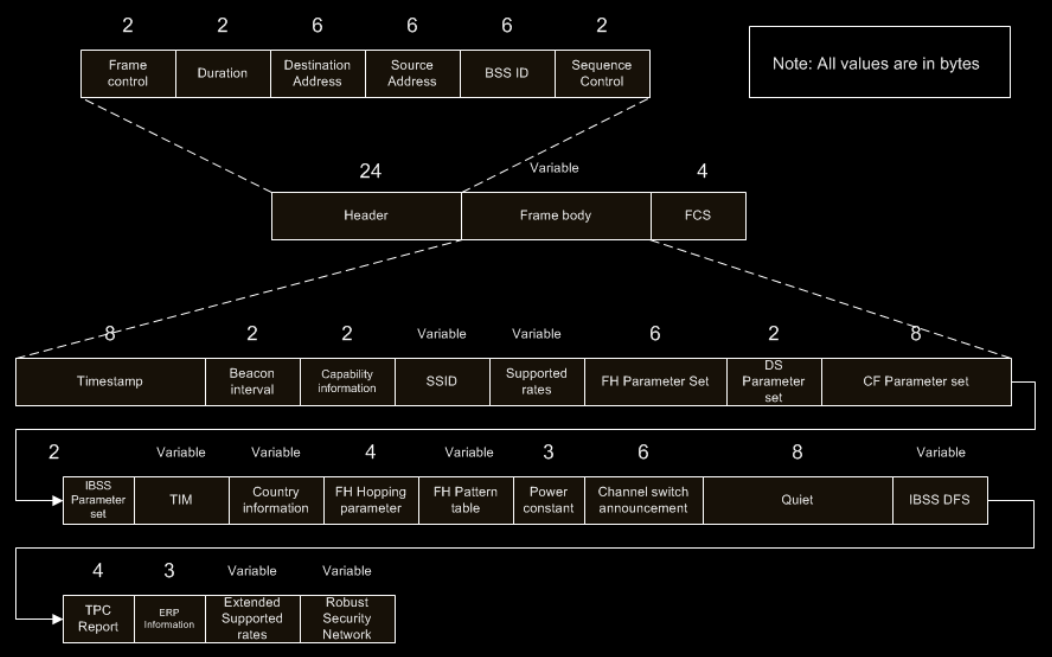 2 2 6 6 6 2
Frame
control
Duration
Destination
Address
Source
Address
BSS ID
Sequence
Control
Note: All values are in bytes
24 Variable 4
Header Frame body FCS
8 2 2 Variable Variable 6 2 8
Timestamp
Beacon
interval
Capability
information
SSID
Supported
rates
FH Parameter Set
DS
Parameter
set
CF Parameter set
2 Variable Variable 4 Variable 3 6 8 Variable
IBSS
Parameter
set
TIM
Country
information
FH Hopping
parameter
FH Pattern
table
Power
constant
Channel switch
announcement
Quiet
IBSS DFS
4 3 Variable Variable
TPC
Report
ERP
Information
Extended
Supported
rates
Robust
Security
Network